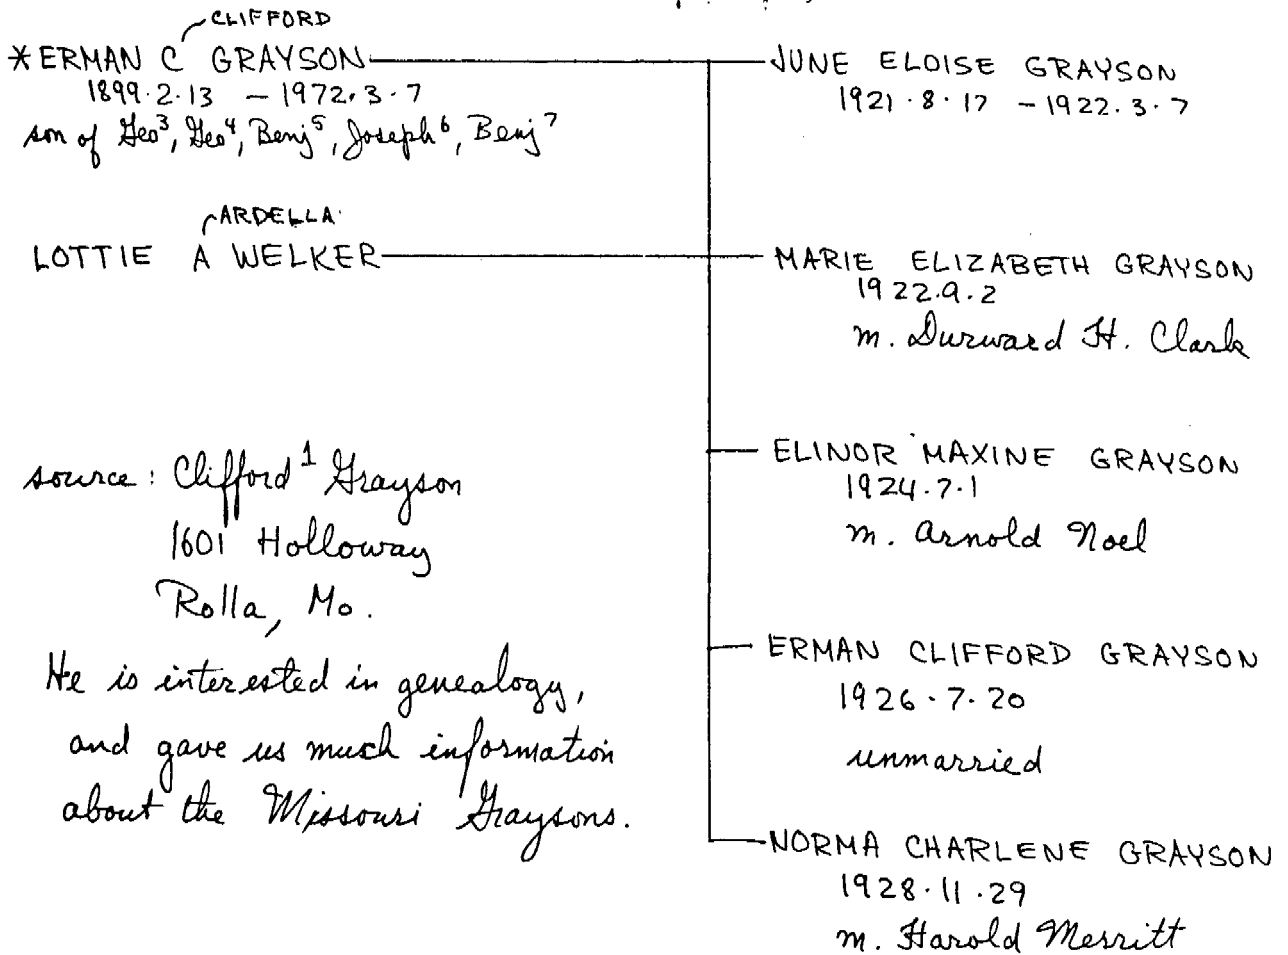 CLIFFORD
*ERMAN C GRAYSON
1899.2.13 - 1972.3.7
son of Geo³, Geo⁴, Benj⁵, Joseph⁶, Benj⁷
ARDELLA
LOTTIE A WELKER
source: Clifford¹ Grayson
1601 Holloway
Rolla, Mo.
He is interested in genealogy,
and gave us much information
about the Missouri Graysons.
JUNE ELOISE GRAYSON
1921.8.17 - 1922.3.7
MARIE ELIZABETH GRAYSON
1922.9.2
m. Durward H. Clark
ELINOR MAXINE GRAYSON
1924.7.1
m. Arnold Noel
ERMAN CLIFFORD GRAYSON
1926.7.20
unmarried
NORMA CHARLENE GRAYSON
1928.11.29
m. Harold Merritt